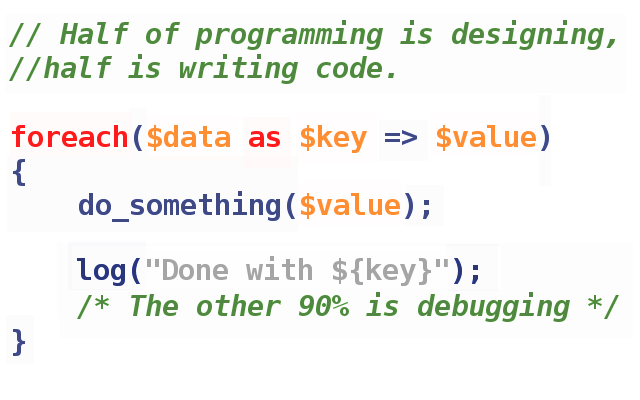 // Half of programming is designing,
//half is writing code.
foreach($data as $key => $value)
{
do_something($value);
log("Done with ${key}");
/* The other 90% is debugging */
}